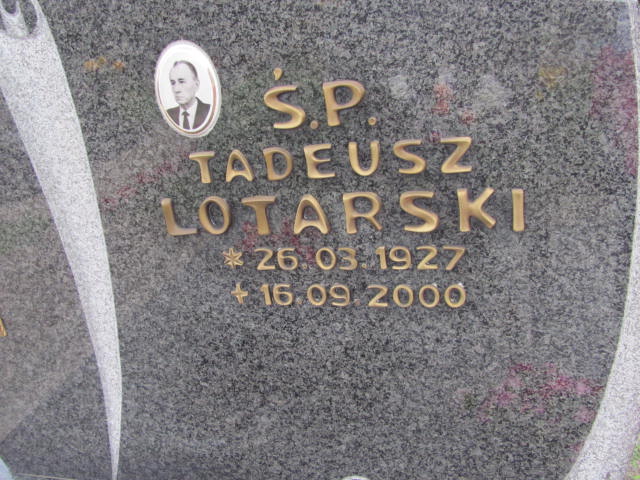 Ś.P.
TADEUSZ
LOTARSKI
* 26.03.1927
+ 16.09.2000